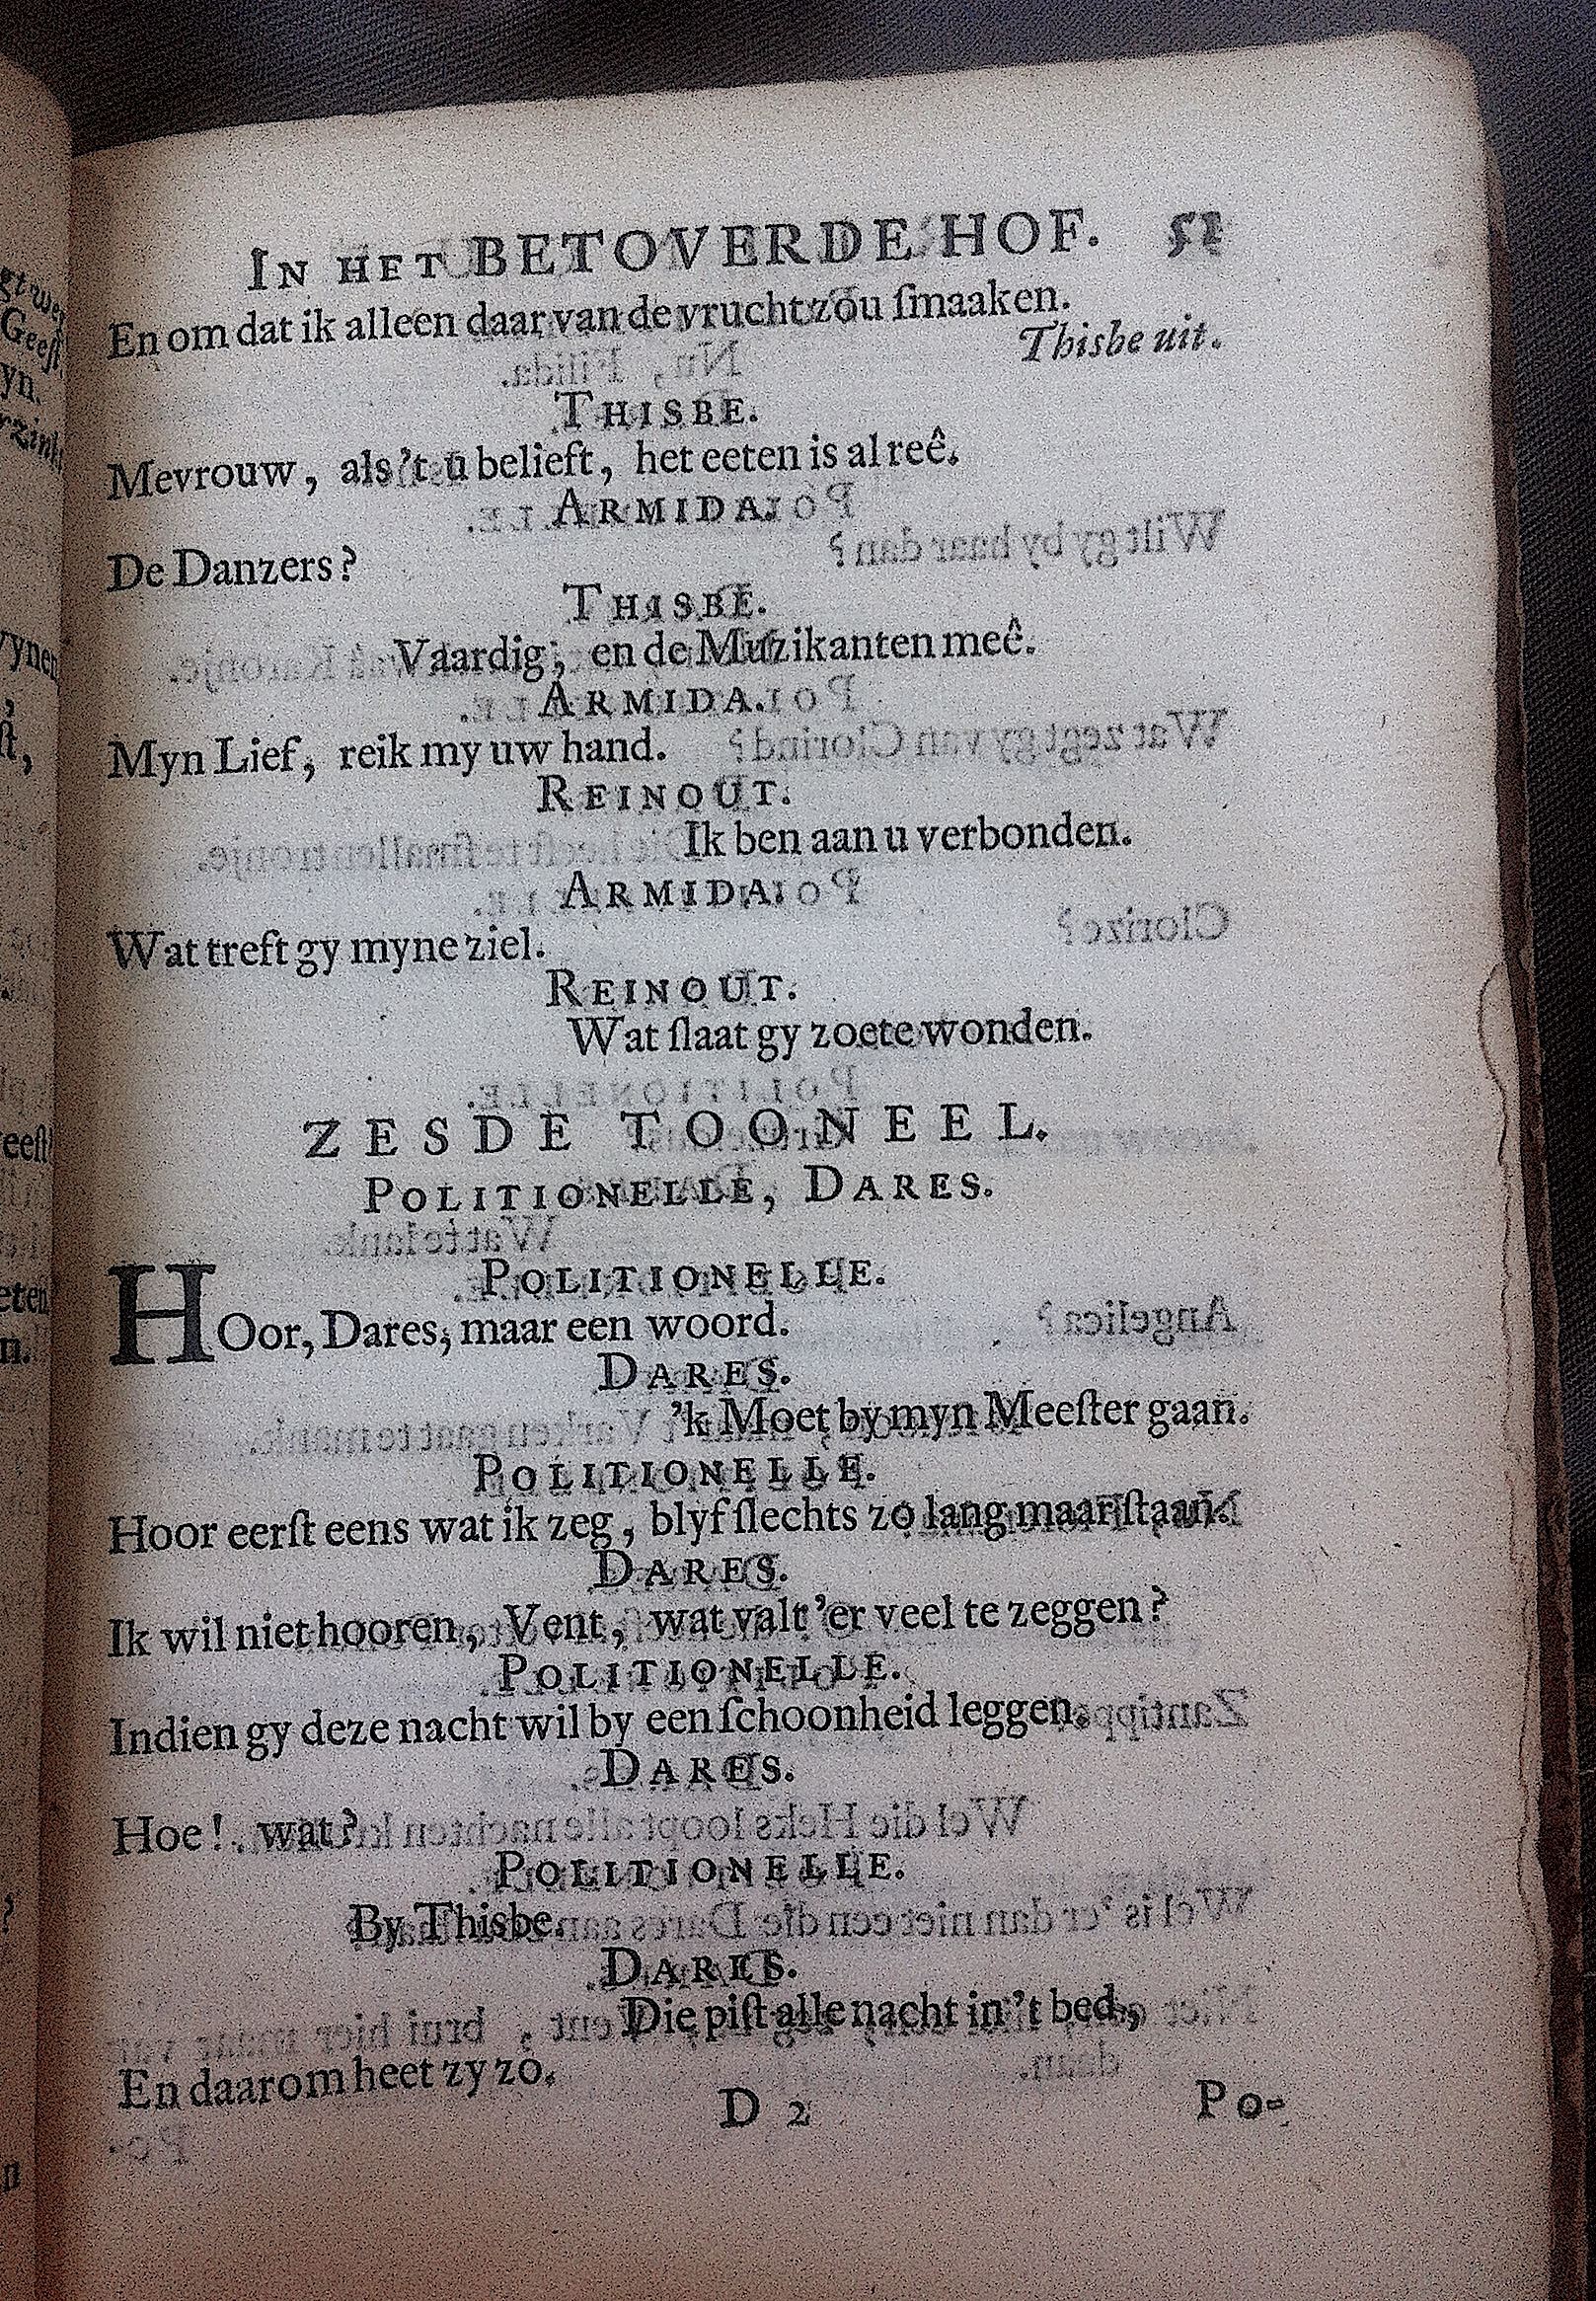 IN HET BETOVERDE HOF. 51
En om dat ik alleen daar van de vrucht zou ſmaaken.
Thisbe uit.
THISBE.
Mevrouw, als 't u belieft, het eeten is al reê.
ARMIDA.
De Danzers?
THISBE.
Vaardig, en de Muzikanten meê.
ARMIDA.
Myn Lief, reik my uw hand.
REINOUT.
Ik ben aan u verbonden.
ARMIDA.
Wat treft gy myne ziel.
REINOUT.
Wat ſlaat gy zoete wonden.
ZESDE TOONEEL.
POLITIONELLE, DARES.
POLITIONELLE.
HOor, Dares, maar een woord.
DARES.
'k Moet by myn Meeſter gaan.
POLITIONELLE.
Hoor eerſt eens wat ik zeg, blyf ſlechts zo lang maar ſtaan.
DARES.
Ik wil niet hooren, Vent, wat valt 'er veel te zeggen?
POLITIONELLE.
Indien gy deze nacht wil by een ſchoonheid leggen.
DARES.
Hoe! wat?
POLITIONELLE.
By Thisbe.
DARES.
Die piſt alle nacht in 't bed,
En daarom heet zy zo.
D 2 Po-